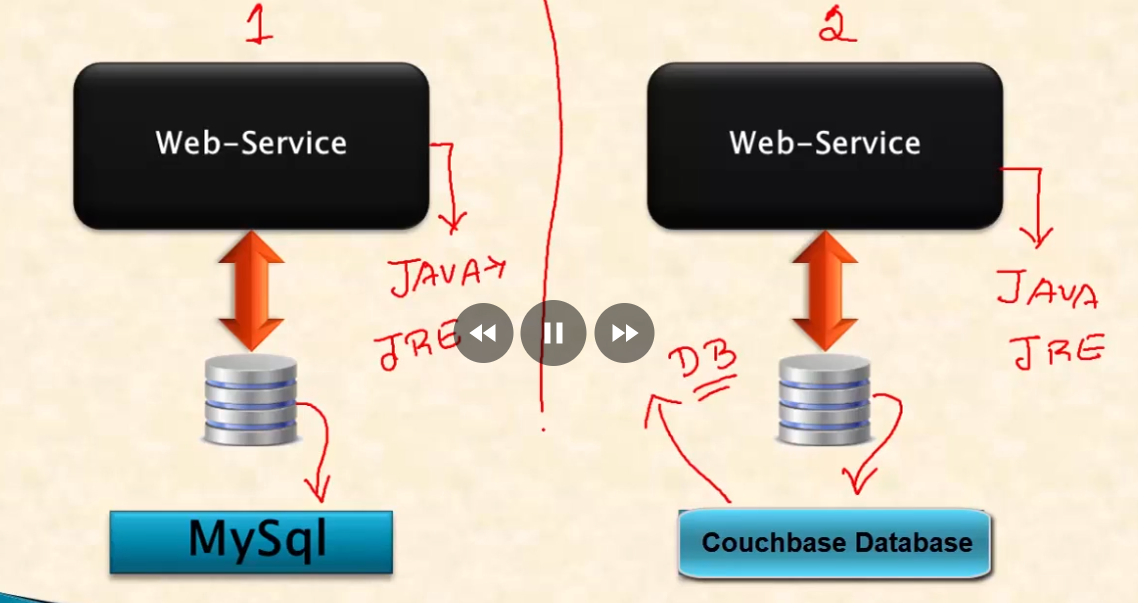 1
Web-Service
JAVA
JRE
MySql
2
Web-Service
JAVA
JRE
DB
Couchbase Database